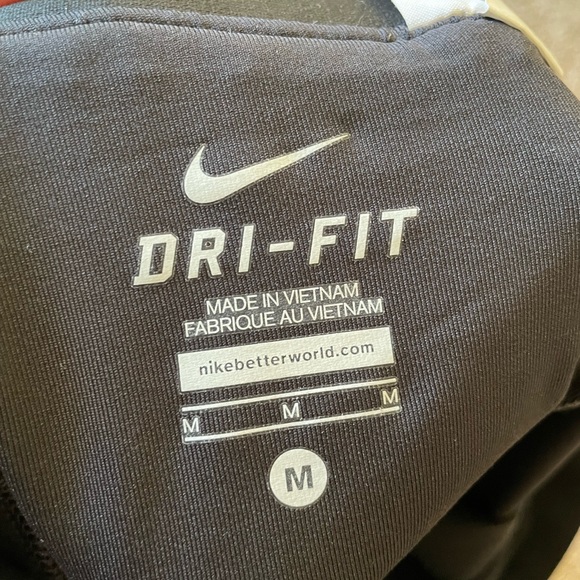 DRI-FIT
MADE IN VIETNAM
FABRIQUE AU VIETNAM
nikebetterworld.com
M M M
M